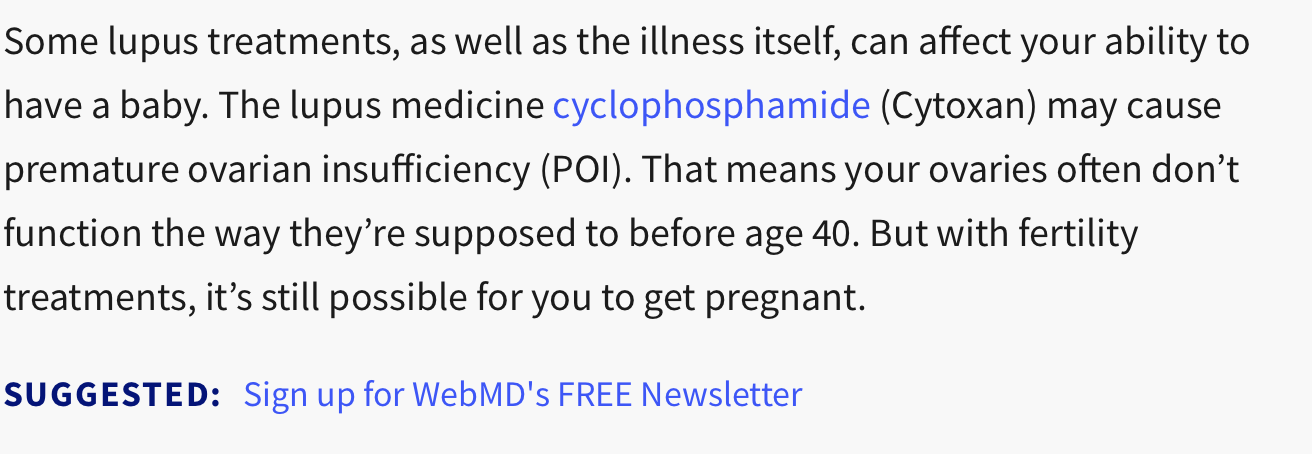 Some lupus treatments, as well as the illness itself, can affect your ability to
have a baby. The lupus medicine cyclophosphamide (Cytoxan) may cause
premature ovarian insufficiency (POI). That means your ovaries often don’t
function the way they’re supposed to before age 40. But with fertility
treatments, it’s still possible for you to get pregnant.
SUGGESTED: Sign up for WebMD's FREE Newsletter